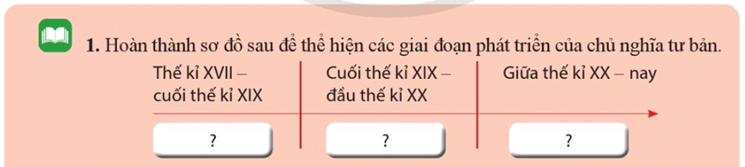 1. Hoàn thành sơ đồ sau để thể hiện các giai đoạn phát triển của chủ nghĩa tư bản.
Thế kỉ XVII –
cuối thế kỉ XIX
Cuối thế kỉ XIX –
đầu thế kỉ XX
Giữa thế kỉ XX – nay
?
?
?